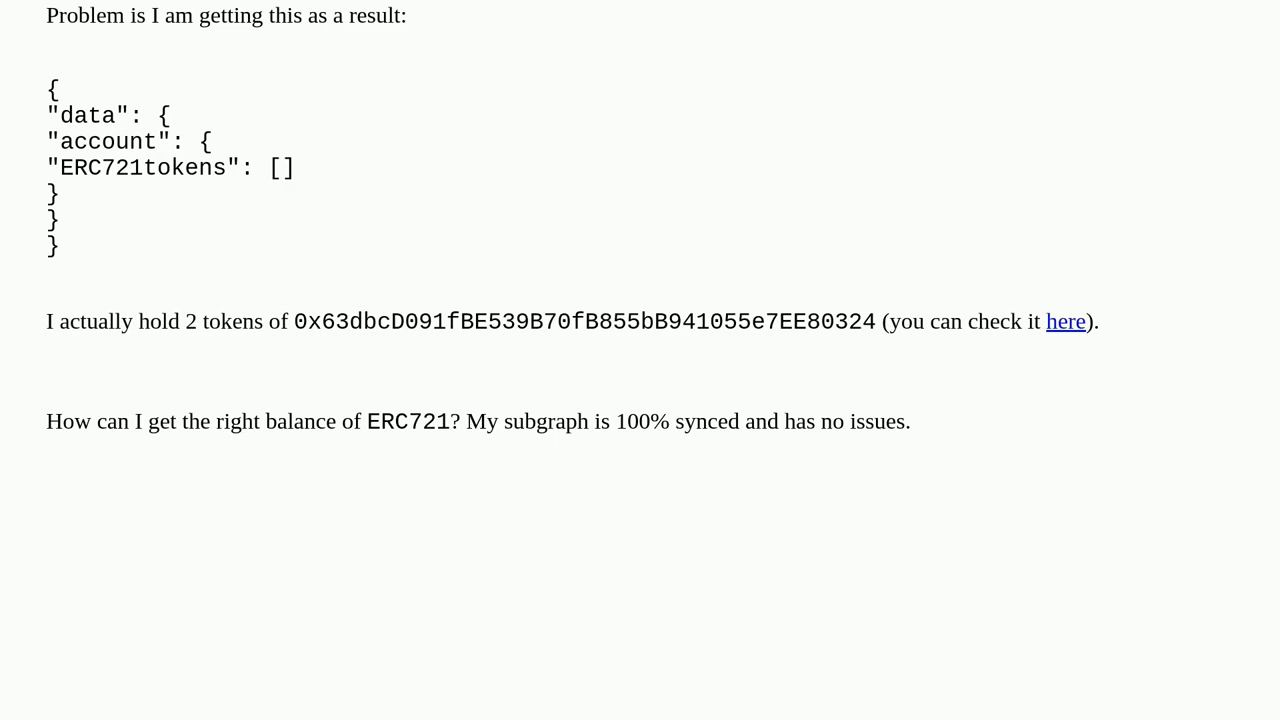 Problem is I am getting this as a result:
{
"data": {
"account": {
"ERC721tokens": []
}
}
}
I actually hold 2 tokens of 0x63dbcD091fBE539B70fB855bB941055e7EE80324 (you can check it here).
How can I get the right balance of ERC721? My subgraph is 100% synced and has no issues.